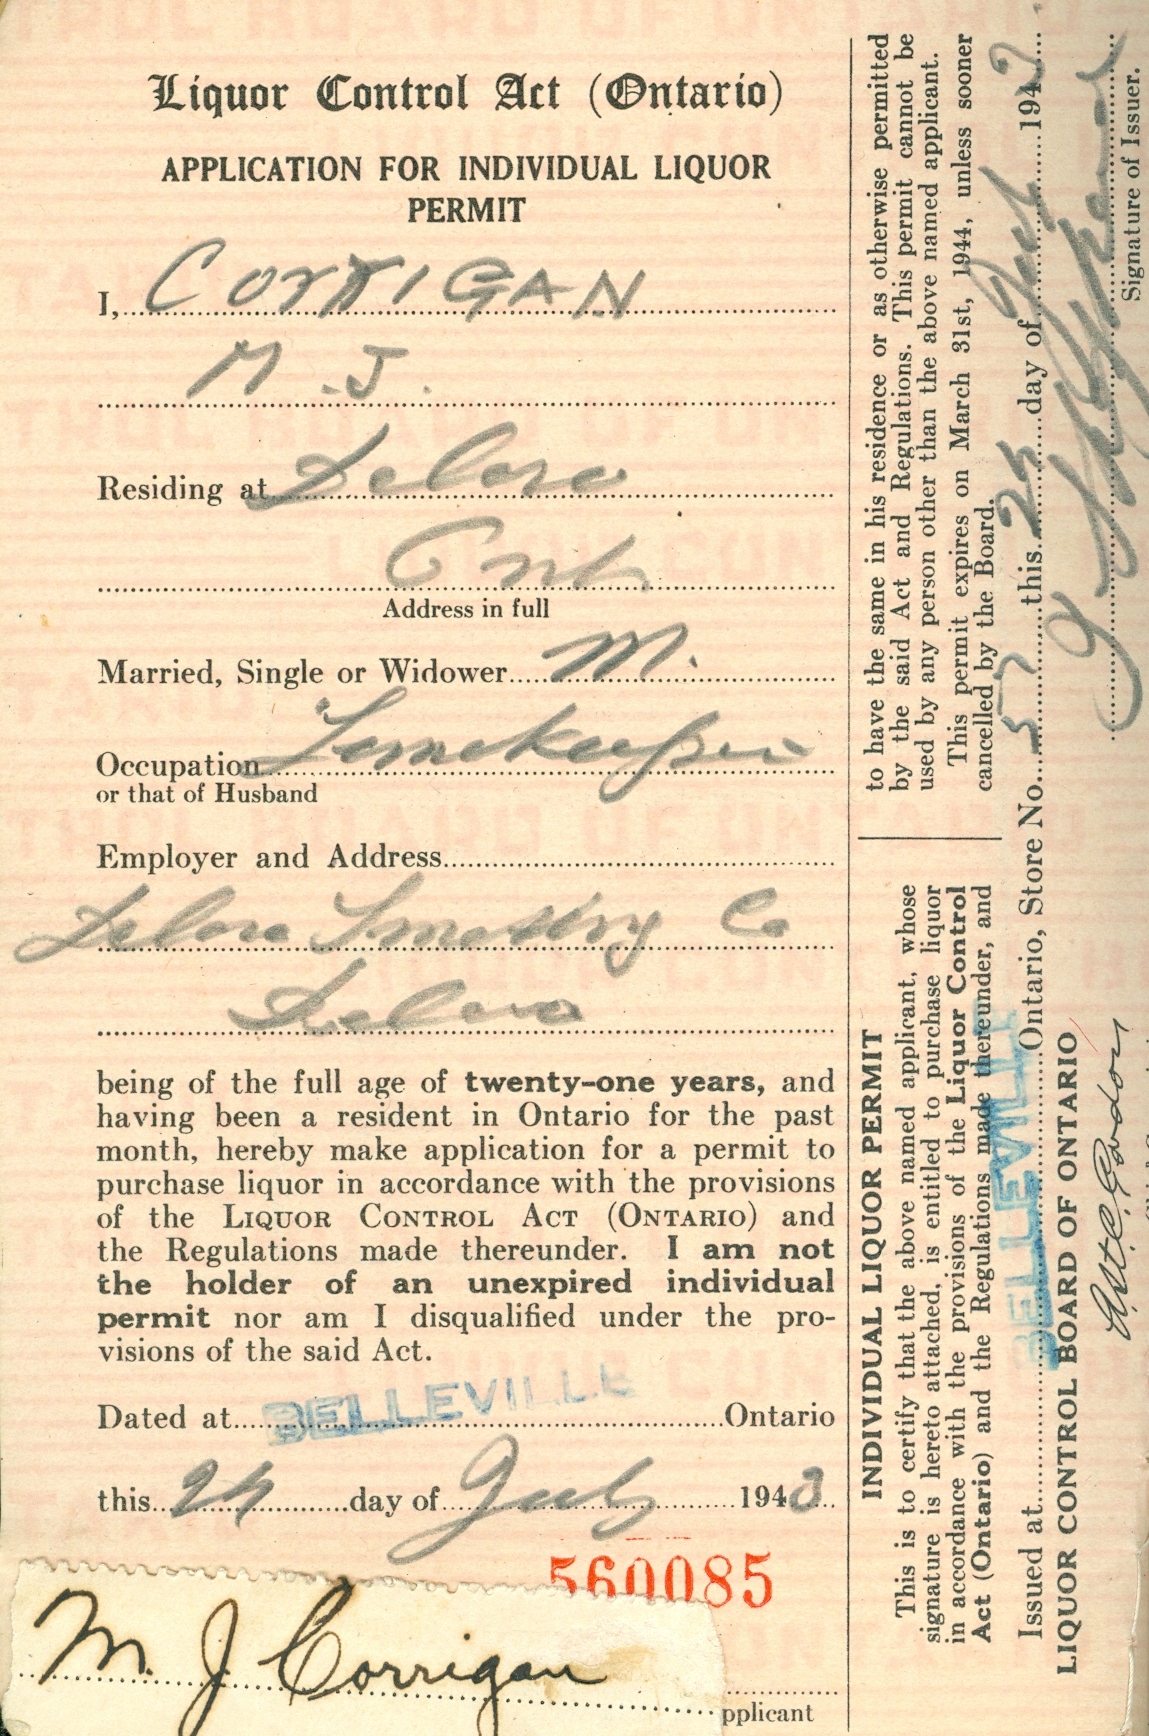 Liquor Control Act (Ontario)
APPLICATION FOR INDIVIDUAL LIQUOR
PERMIT
I, CORRIGAN
M. J.
Residing at Deloro
Ont
Address in full
Married, Single or Widower M.
Occupation Timekeeper
or that of Husband
Employer and Address
Deloro Smelting Co
Deloro
being of the full age of twenty-one years, and
having been a resident in Ontario for the past
month, hereby make application for a permit to
purchase liquor in accordance with the provisions
of the LIQUOR CONTROL ACT (ONTARIO) and
the Regulations made thereunder. I am not
the holder of an unexpired individual
permit nor am I disqualified under the pro-
visions of the said Act.
Dated at BELLEVILLE Ontario
this 24 day of July 1943
560085
M. J Corrigan
pplicant
INDIVIDUAL LIQUOR PERMIT
This is to certify that the above named applicant, whose
signature is hereto attached, is entitled to purchase liquor
in accordance with the provisions of the Liquor Control
Act (Ontario) and the Regulations made thereunder, and
to have the same in his residence or as otherwise permitted
by the said Act and Regulations. This permit cannot be
used by any person other than the above named applicant.
This permit expires on March 31st, 1944, unless sooner
cancelled by the Board.
Issued at BELLEVILLE Ontario, Store No. 57 this day of July 194
LIQUOR CONTROL BOARD OF ONTARIO
Signature of Issuer.